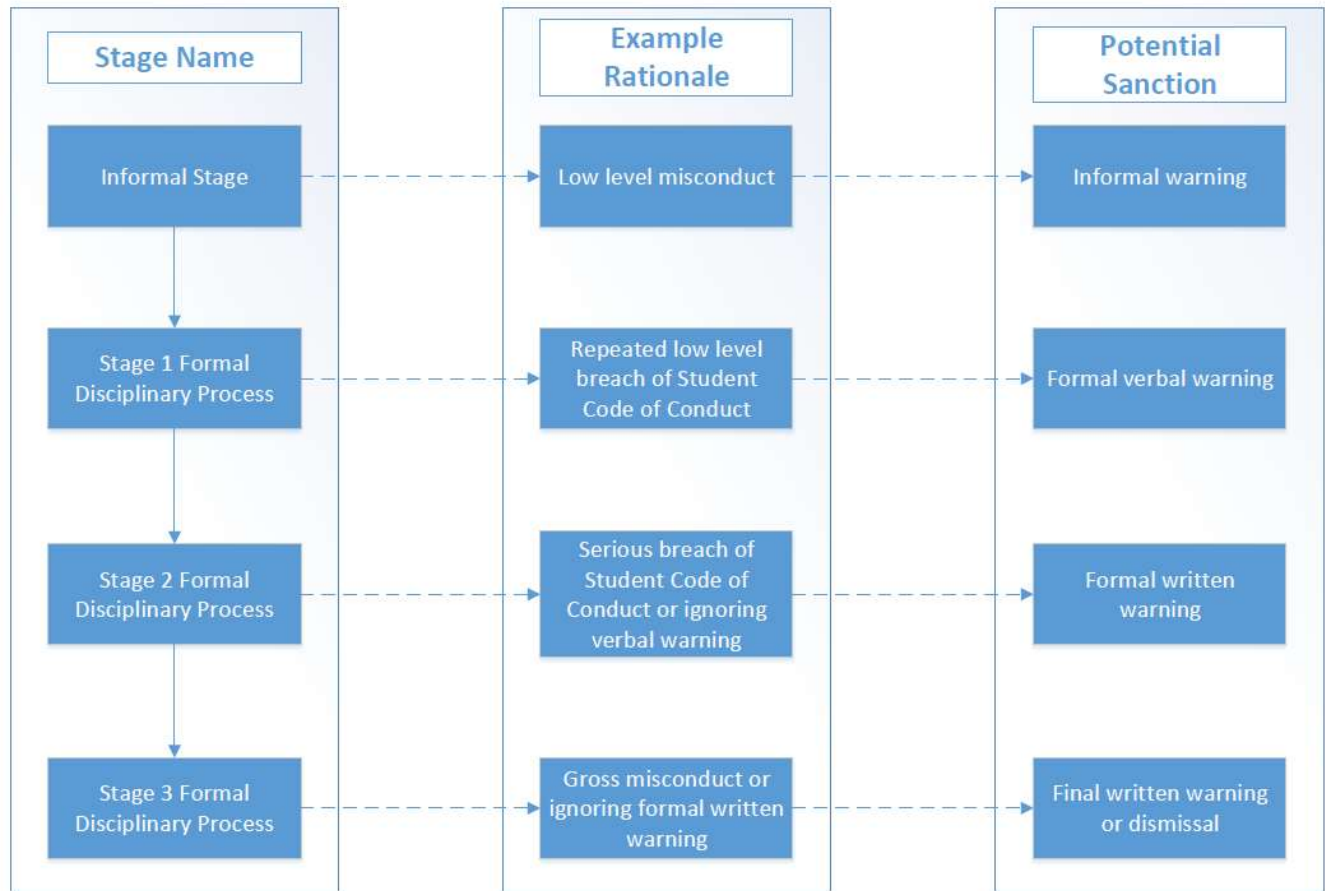 Stage Name
Example
Rationale
Potential
Sanction
Informal Stage
Low level misconduct
Informal warning
Stage 1 Formal
Disciplinary Process
Repeated low level
breach of Student
Code of Conduct
Formal verbal warning
Stage 2 Formal
Disciplinary Process
Serious breach of
Student Code of
Conduct or ignoring
verbal warning
Formal written
warning
Stage 3 Formal
Disciplinary Process
Gross misconduct or
ignoring formal written
warning
Final written warning
or dismissal